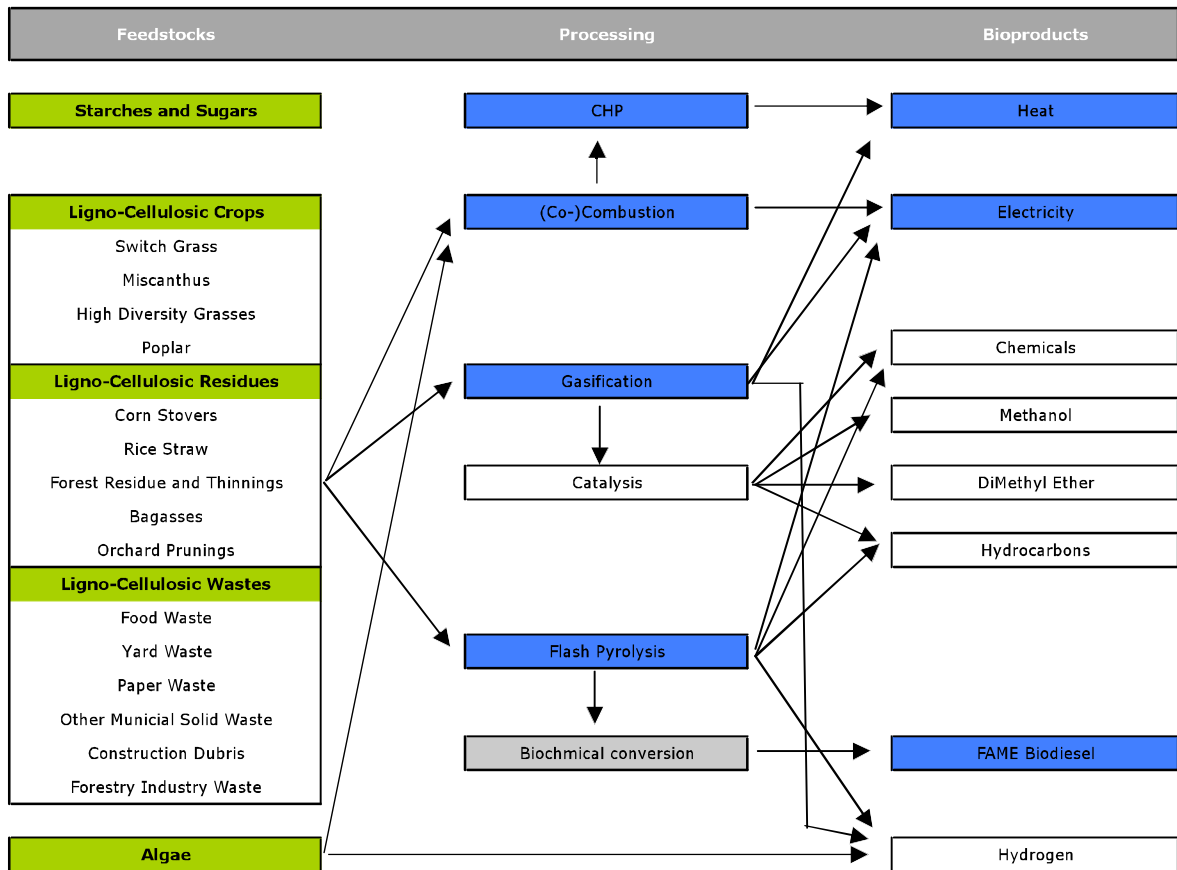 Feedstocks
Processing
Bioproducts
Starches and Sugars
CHP
Heat
Ligno-Cellulosic Crops
(Co-)Combustion
Electricity
Switch Grass
Miscanthus
High Diversity Grasses
Poplar
Chemicals
Ligno-Cellulosic Residues
Gasification
Corn Stovers
Methanol
Rice Straw
Forest Residue and Thinnings
Catalysis
DiMethyl Ether
Bagasses
Orchard Prunings
Hydrocarbons
Ligno-Cellulosic Wastes
Food Waste
Yard Waste
Flash Pyrolysis
Paper Waste
Other Municial Solid Waste
Construction Dubris
Biochmical conversion
FAME Biodiesel
Forestry Industry Waste
Algae
Hydrogen